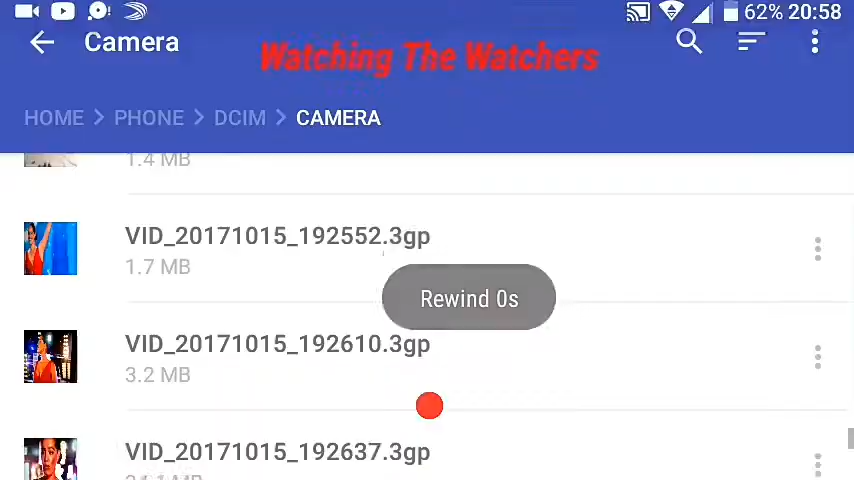 62% 20:58
Camera
Watching The Watchers
HOME > PHONE > DCIM > CAMERA
1.4 MB
VID_20171015_192552.3gp
1.7 MB
Rewind 0s
VID_20171015_192610.3gp
3.2 MB
VID_20171015_192637.3gp